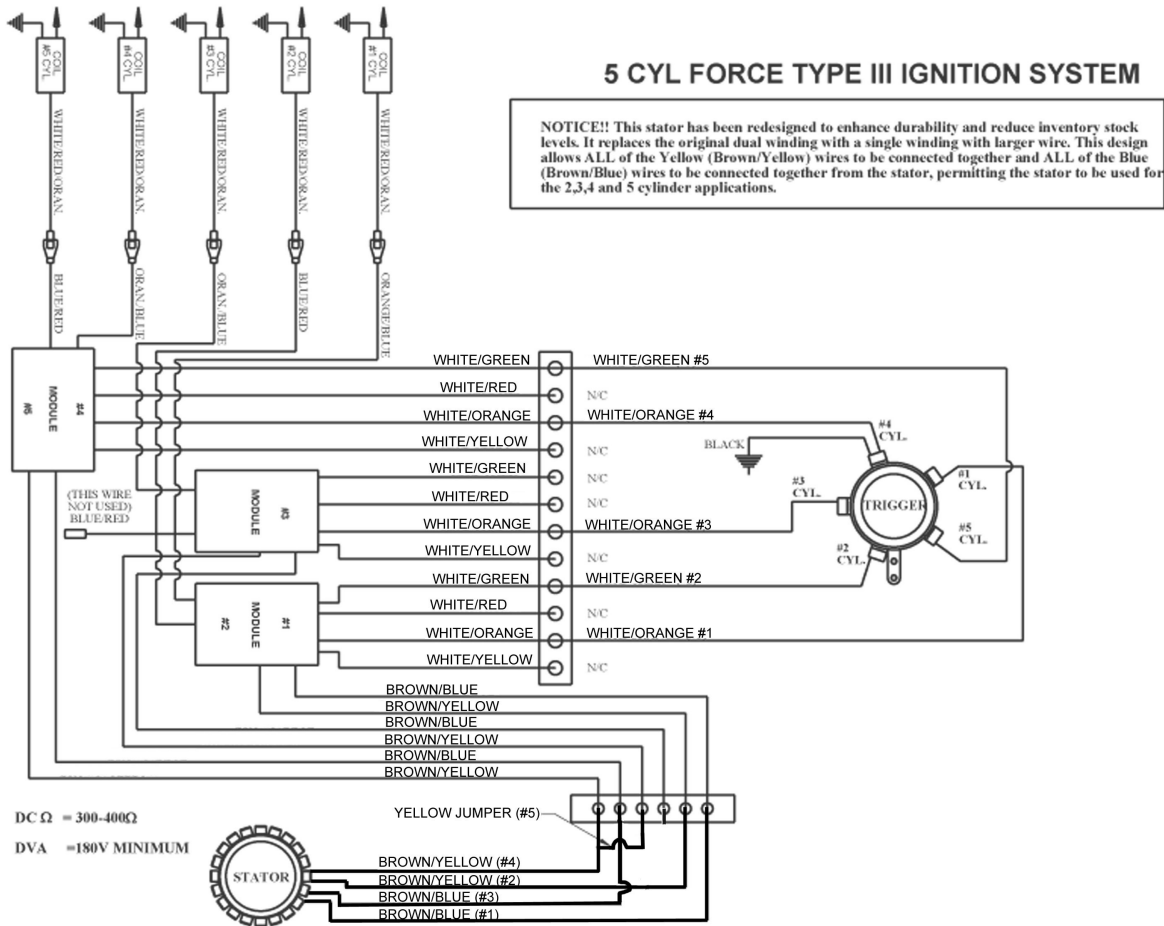 COIL
#5 CYL.
COIL
#4 CYL.
COIL
#3 CYL.
COIL
#2 CYL.
COIL
#1 CYL.
5 CYL FORCE TYPE III IGNITION SYSTEM
NOTICE!! This stator has been redesigned to enhance durability and reduce inventory stock
levels. It replaces the original dual winding with a single winding with larger wire. This design
allows ALL of the Yellow (Brown/Yellow) wires to be connected together and ALL of the Blue
(Brown/Blue) wires to be connected together from the stator, permitting the stator to be used for
the 2,3,4 and 5 cylinder applications.
WHITE/RED/ORAN.
WHITE/RED/ORAN.
WHITE/RED/ORAN.
WHITE/RED/ORAN.
WHITE/RED/ORAN.
BLUE/RED
ORAN./BLUE
ORAN./BLUE
BLUE/RED
ORANGE/BLUE
#4
MODULE
#5
WHITE/GREEN
WHITE/GREEN #5
WHITE/RED
N/C
WHITE/ORANGE
WHITE/ORANGE #4
WHITE/YELLOW
N/C
BLACK
#4
CYL.
WHITE/GREEN
N/C
#1
CYL.
(THIS WIRE
NOT USED)
BLUE/RED
#3
MODULE
WHITE/RED
N/C
#3
CYL.
TRIGGER
WHITE/ORANGE
WHITE/ORANGE #3
#5
CYL.
WHITE/YELLOW
N/C
#2
CYL.
WHITE/GREEN
WHITE/GREEN #2
#1
MODULE
#2
WHITE/RED
N/C
WHITE/ORANGE
WHITE/ORANGE #1
WHITE/YELLOW
N/C
BROWN/BLUE
BROWN/YELLOW
BROWN/BLUE
BROWN/YELLOW
BROWN/BLUE
BROWN/YELLOW
YELLOW JUMPER (#5)
DC Ω = 300-400Ω
DVA =180V MINIMUM
STATOR
BROWN/YELLOW (#4)
BROWN/YELLOW (#2)
BROWN/BLUE (#3)
BROWN/BLUE (#1)